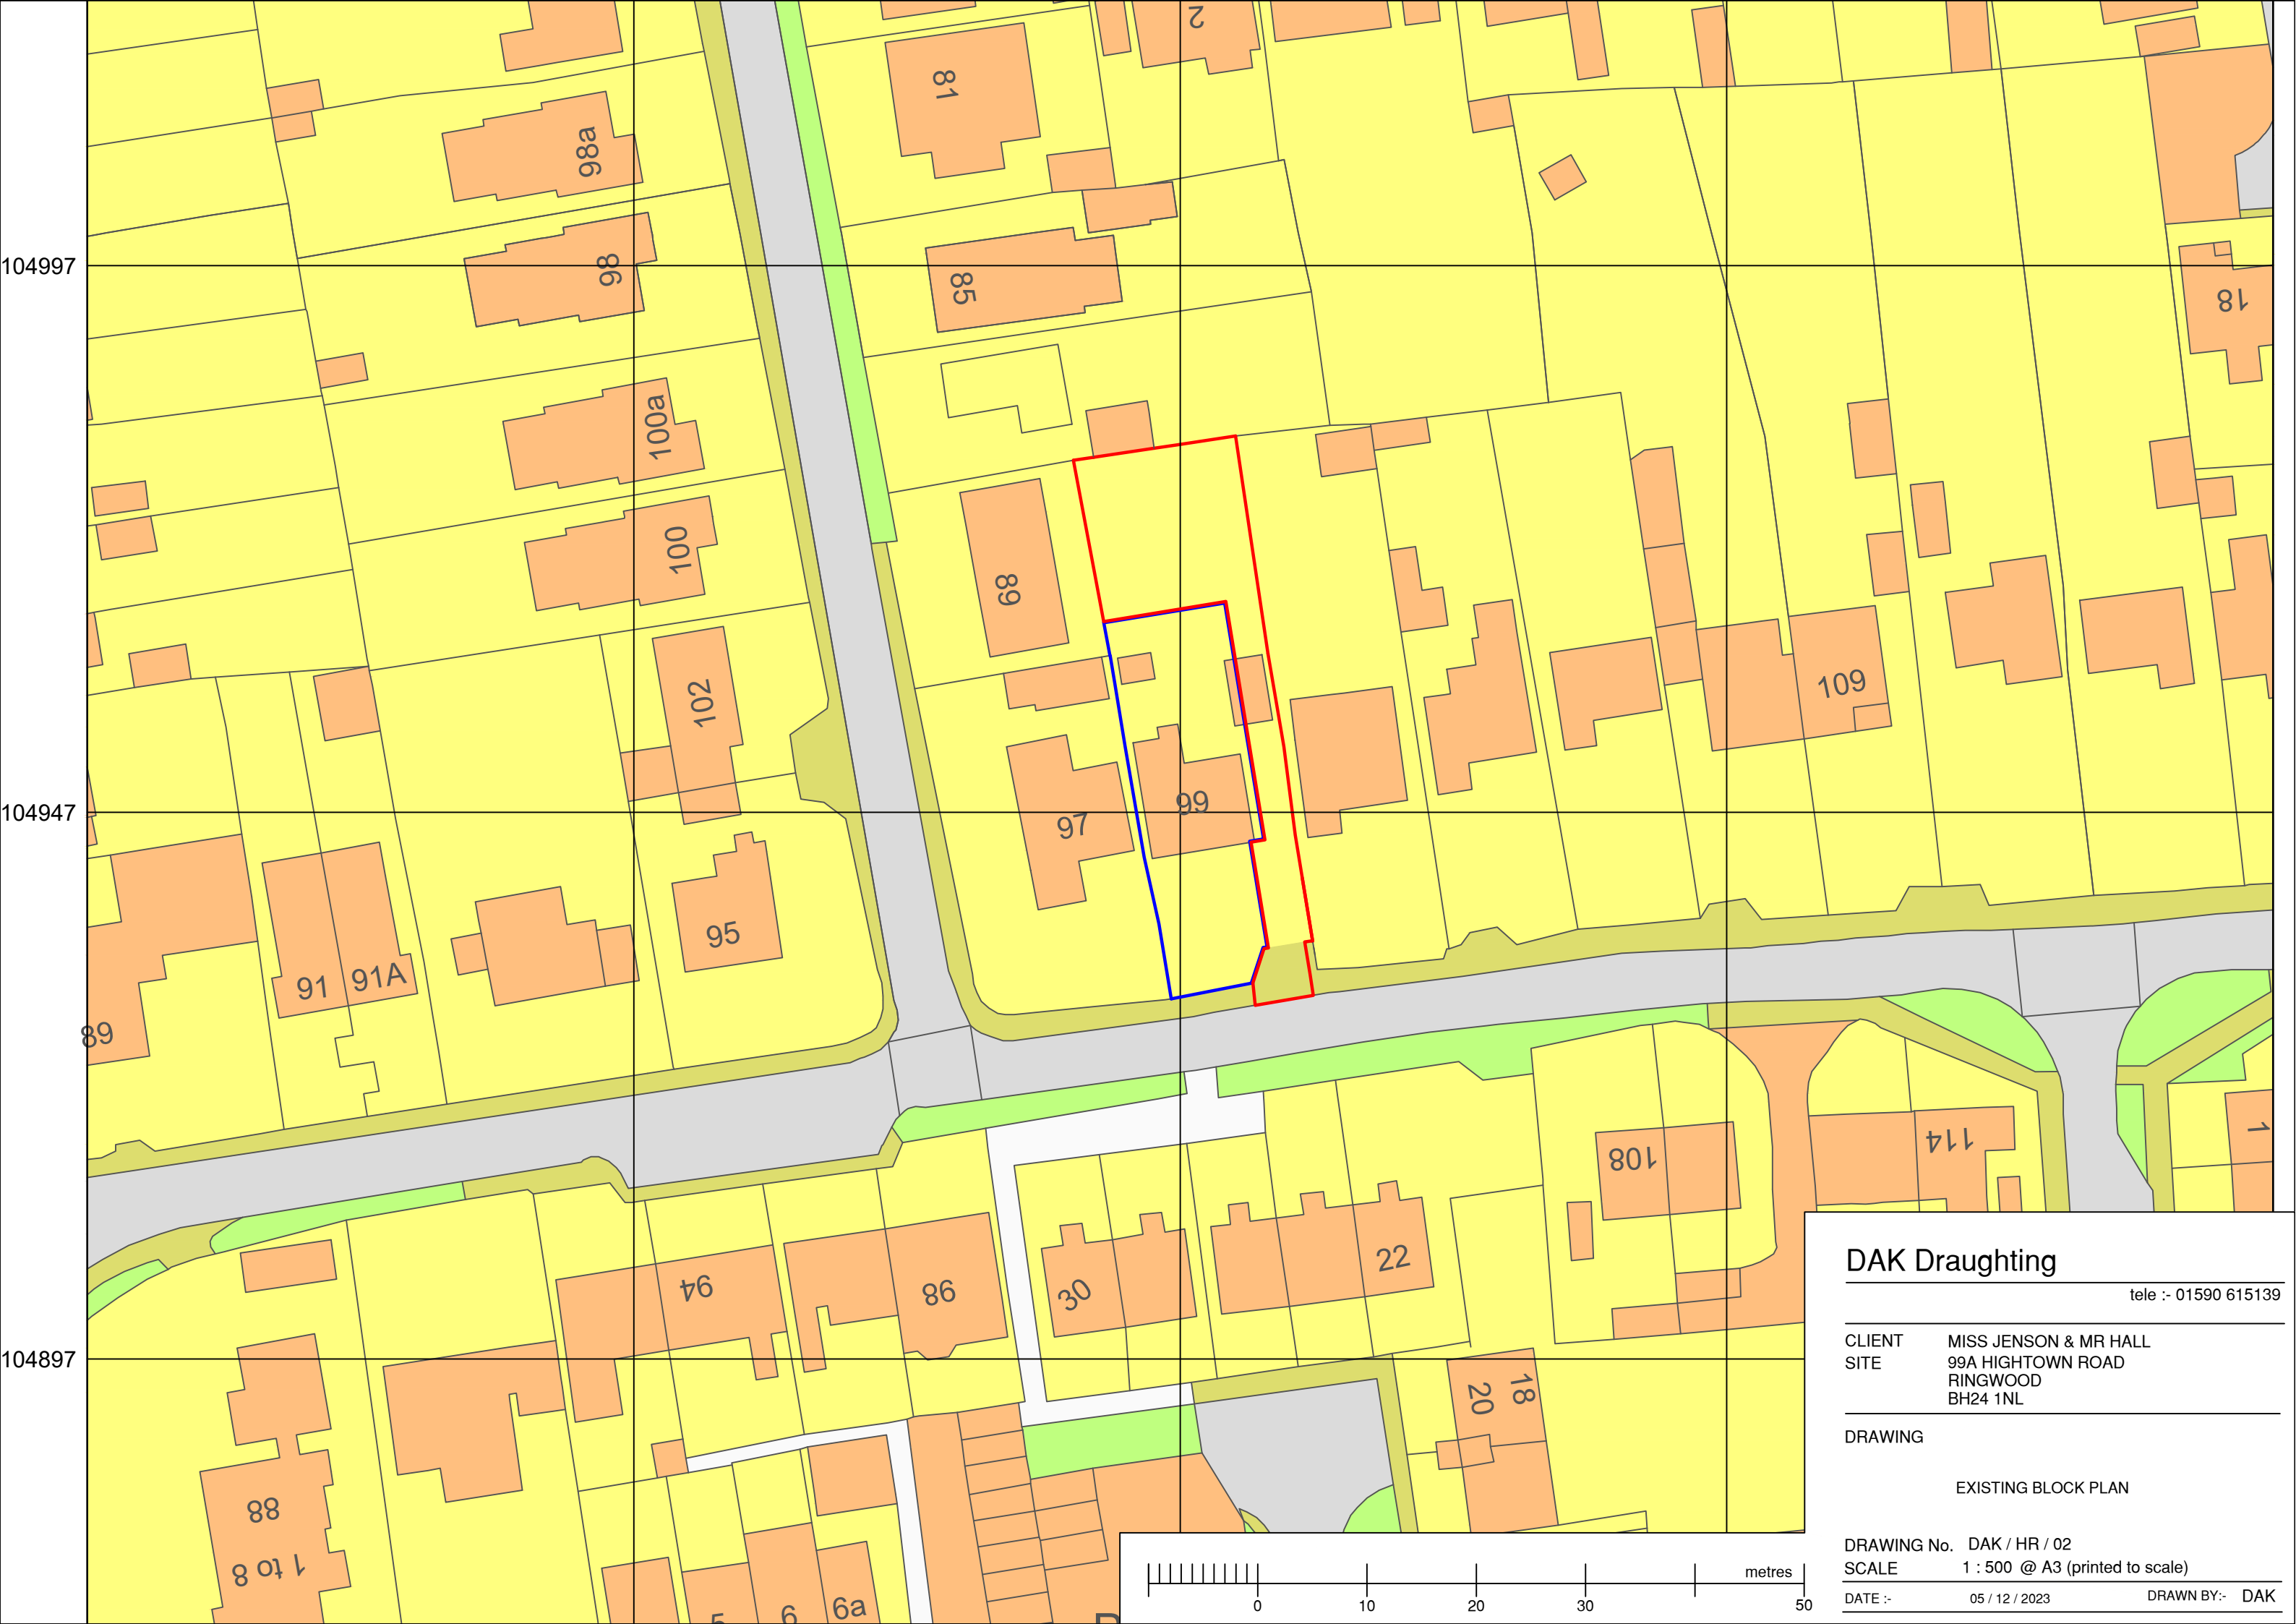 2
81
98a
104997
98
85
18
100a
100
89
102
109
104947
99
97
95
91
91A
89
114
1
108
22
94
98
30
104897
20
18
88
1 to 8
5
6
6a
DAK Draughting
tele :- 01590 615139
CLIENT MISS JENSON & MR HALL
SITE 99A HIGHTOWN ROAD
RINGWOOD
BH24 1NL
DRAWING
EXISTING BLOCK PLAN
DRAWING No. DAK / HR / 02
SCALE 1 : 500 @ A3 (printed to scale)
DATE :- 05 / 12 / 2023 DRAWN BY:- DAK
metres
0 10 20 30 50